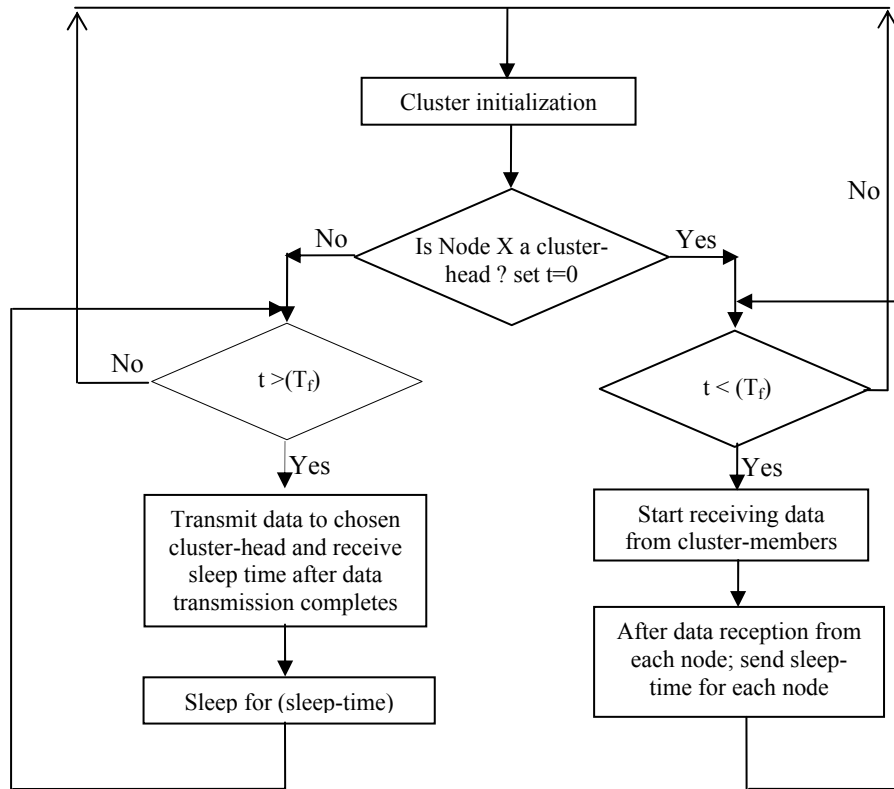 Cluster initialization
No
Is Node X a cluster-
head ? set t=0
Yes
No
No
t >(Tf)
t < (Tf)
Yes
Yes
Transmit data to chosen
cluster-head and receive
sleep time after data
transmission completes
Start receiving data
from cluster-members
After data reception from
each node; send sleep-
time for each node
Sleep for (sleep-time)